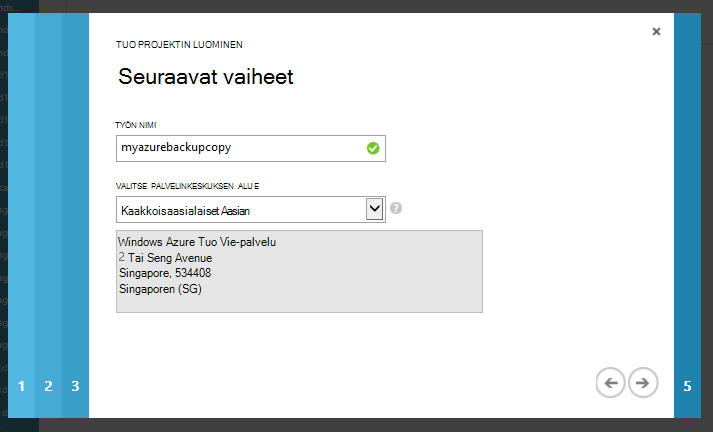 TUO PROJEKTIN LUOMINEN
Seuraavat vaiheet
TYÖN NIMI
myazurebackupcopy
VALITSE PALVELINKESKUKSEN ALUE
Kaakkoisaasialaiset Aasian
?
Windows Azure Tuo Vie-palvelu
2 Tai Seng Avenue
Singapore, 534408
Singaporen (SG)
1 2 3 5